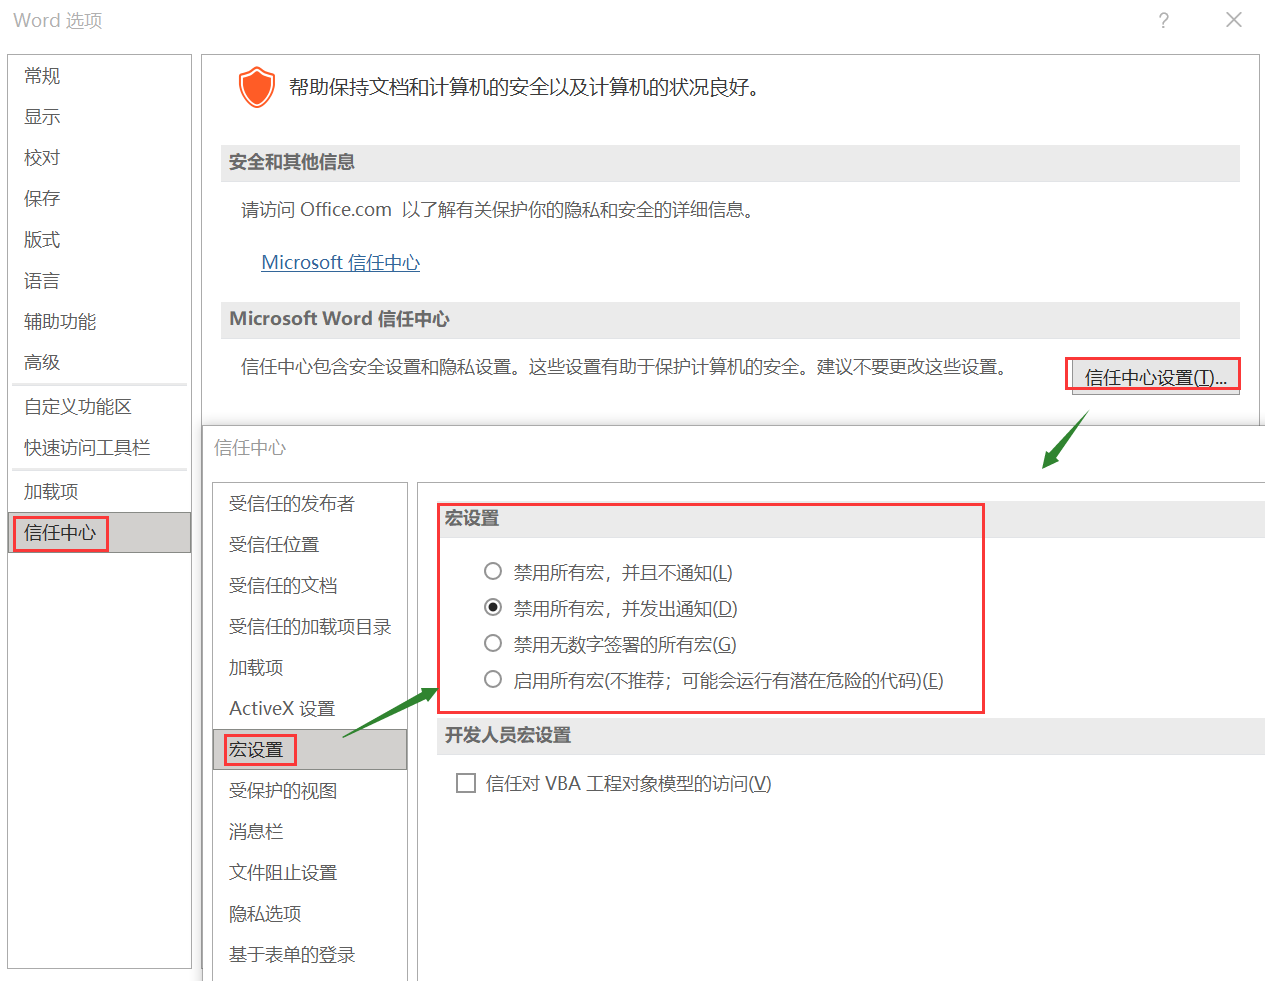 Word 选项
?
常规
显示
校对
保存
版式
语言
辅助功能
高级
自定义功能区
快速访问工具栏
加载项
信任中心
帮助保持文档和计算机的安全以及计算机的状况良好。
安全和其他信息
请访问 Office.com 以了解有关保护你的隐私和安全的详细信息。
Microsoft 信任中心
Microsoft Word 信任中心
信任中心包含安全设置和隐私设置。这些设置有助于保护计算机的安全。建议不要更改这些设置。
信任中心设置(T)...
信任中心
受信任的发布者
受信任位置
受信任的文档
受信任的加载项目录
加载项
ActiveX 设置
宏设置
受保护的视图
消息栏
文件阻止设置
隐私选项
基于表单的登录
宏设置
禁用所有宏，并且不通知(L)
禁用所有宏，并发出通知(D)
禁用无数字签署的所有宏(G)
启用所有宏(不推荐；可能会运行有潜在危险的代码)(E)
开发人员宏设置
信任对 VBA 工程对象模型的访问(V)